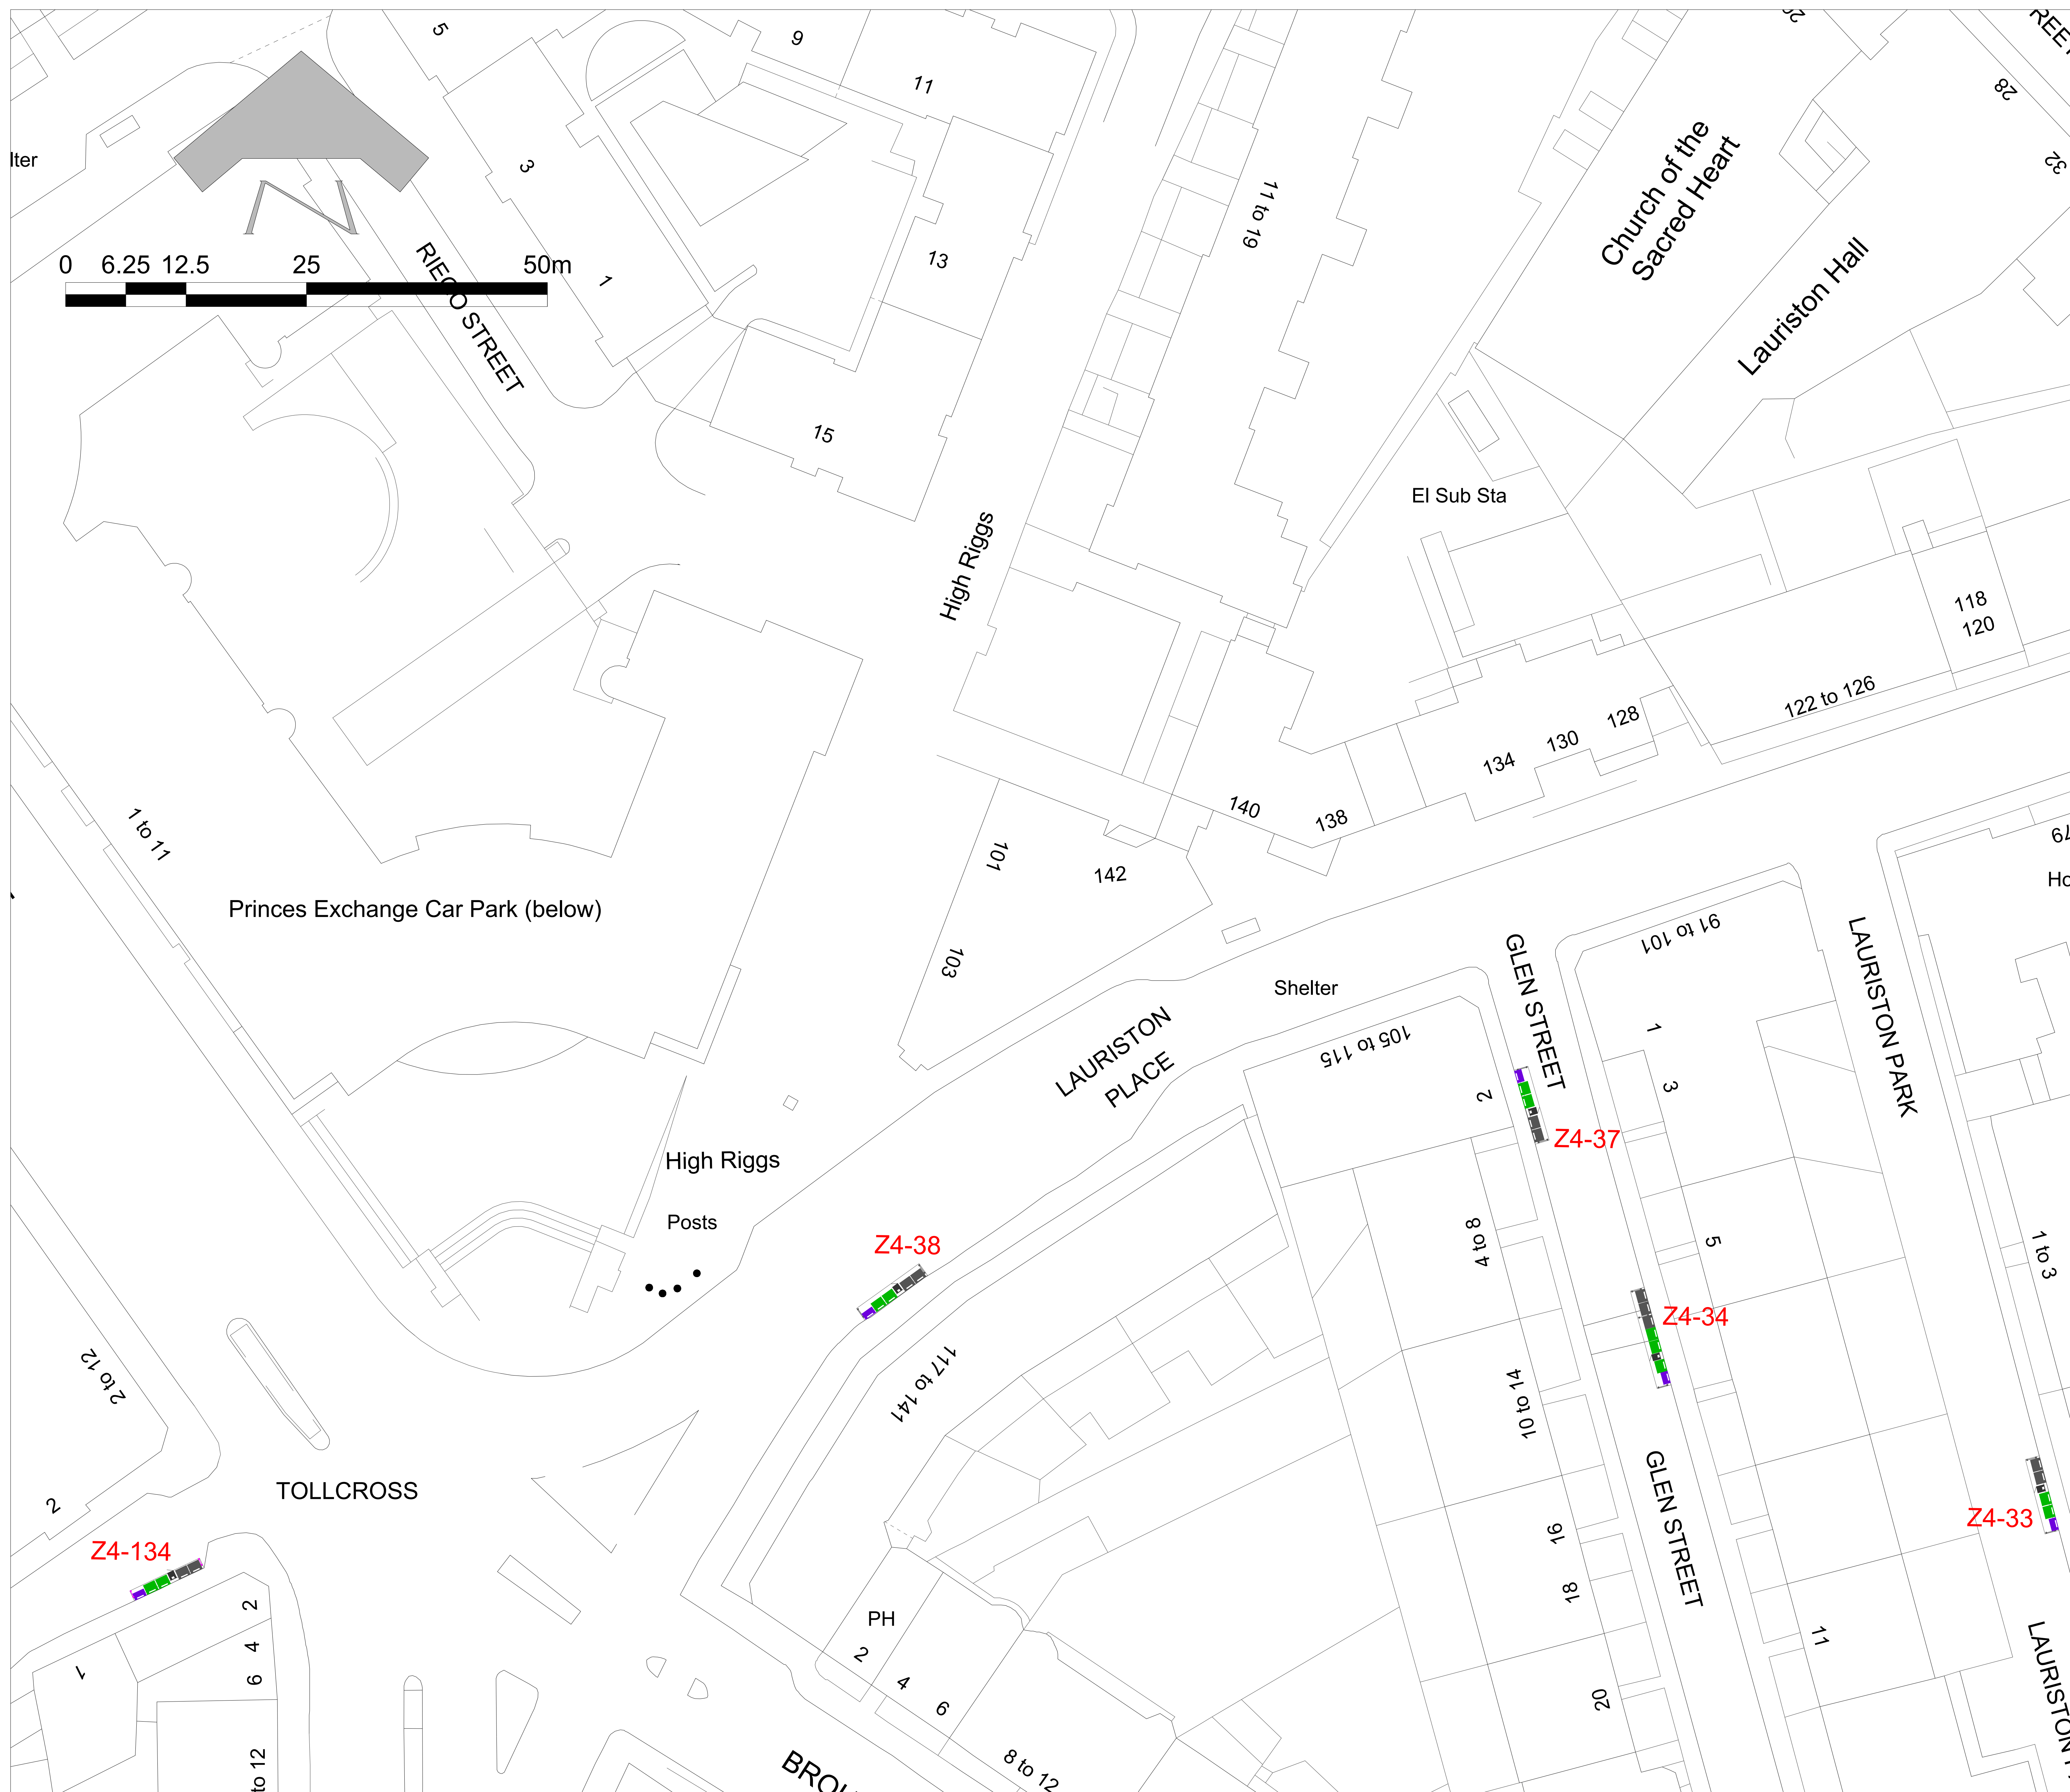 5
9
11
lter
3
N
0 6.25 12.5 25 50m
RIEGO STREET
1
13
11 to 19
Church of the
Sacred Heart
28
32
Lauriston Hall
15
El Sub Sta
High Riggs
118
120
122 to 126
128
130
134
138
140
142
101
103
1 to 11
Princes Exchange Car Park (below)
79
91 to 101
GLEN STREET
LAURISTON PARK
Shelter
105 to 115
LAURISTON
PLACE
1
3
2
Z4-37
High Riggs
Posts
Z4-38
4 to 8
5
1 to 3
Z4-34
2 to 12
117 to 141
10 to 14
TOLLCROSS
2
GLEN STREET
Z4-33
Z4-134
16
18
20
11
2
4
6
1
PH
2
4
6
8 to 12
to 12
LAURISTON